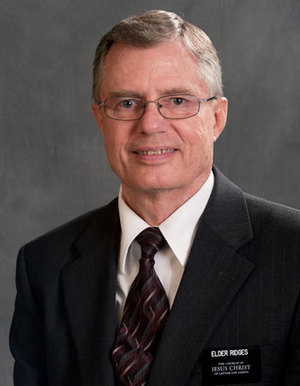 ELDER RIDGES
THE CHURCH OF
JESUS CHRIST
OF LATTER-DAY SAINTS